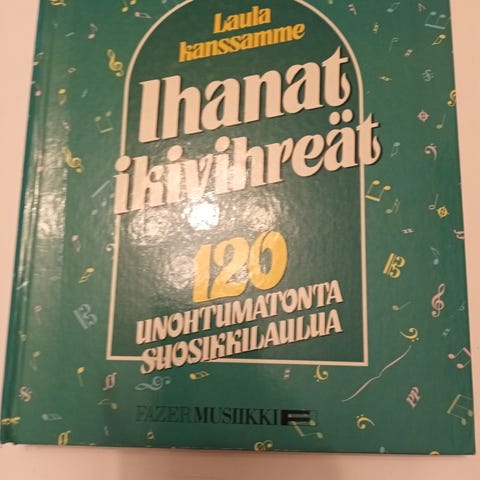 Laula
kanssamme
Ihanat
ikivihreät
120
UNOHTUMATONTA
SUOSIKKILAULUA
FAZER MUSIIKKI